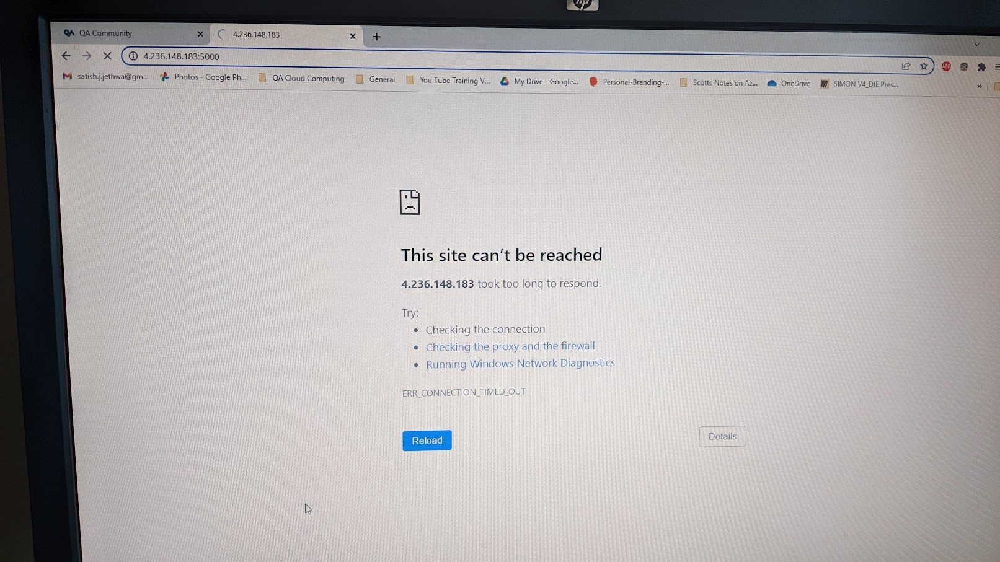 hp
QA QA Community
4.236.148.183
4.236.148.183:5000
ABP
satish.j.jethwa@gm...
Photos - Google Ph...
QA Cloud Computing
General
You Tube Training V...
My Drive - Google...
Personal-Branding-...
Scotts Notes on Az...
OneDrive
SIMON V4_DfE Pres...
»
This site can't be reached
4.236.148.183 took too long to respond.
Try:
• Checking the connection
• Checking the proxy and the firewall
• Running Windows Network Diagnostics
ERR_CONNECTION_TIMED_OUT
Reload
Details